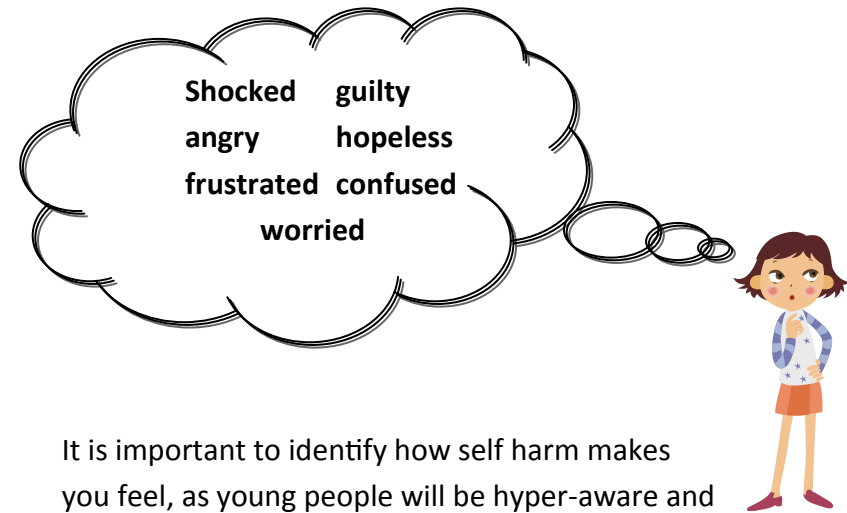 Shocked guilty
angry hopeless
frustrated confused
worried
It is important to identify how self harm makes
you feel, as young people will be hyper-aware and